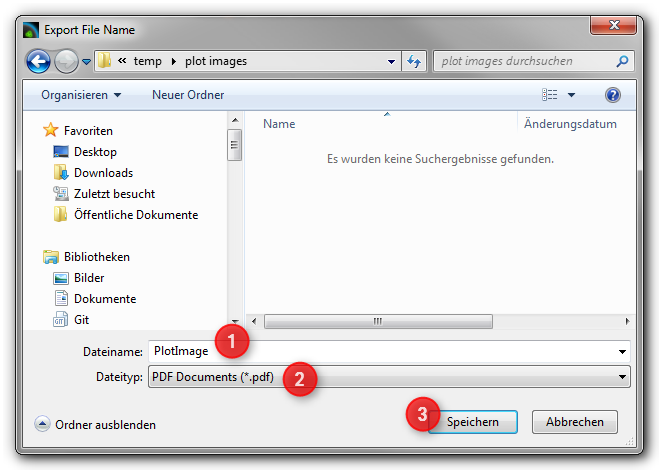 Export File Name
« temp plot images
plot images durchsuchen
Organisieren Neuer Ordner
?
Name Änderungsdatum
Es wurden keine Suchergebnisse gefunden.
Favoriten
Desktop
Downloads
Zuletzt besucht
Öffentliche Dokumente
Bibliotheken
Bilder
Dokumente
GIT Git
Dateiname: PlotImage 1
Dateityp: PDF Documents (*.pdf) 2
Ordner ausblenden
3 Speichern Abbrechen